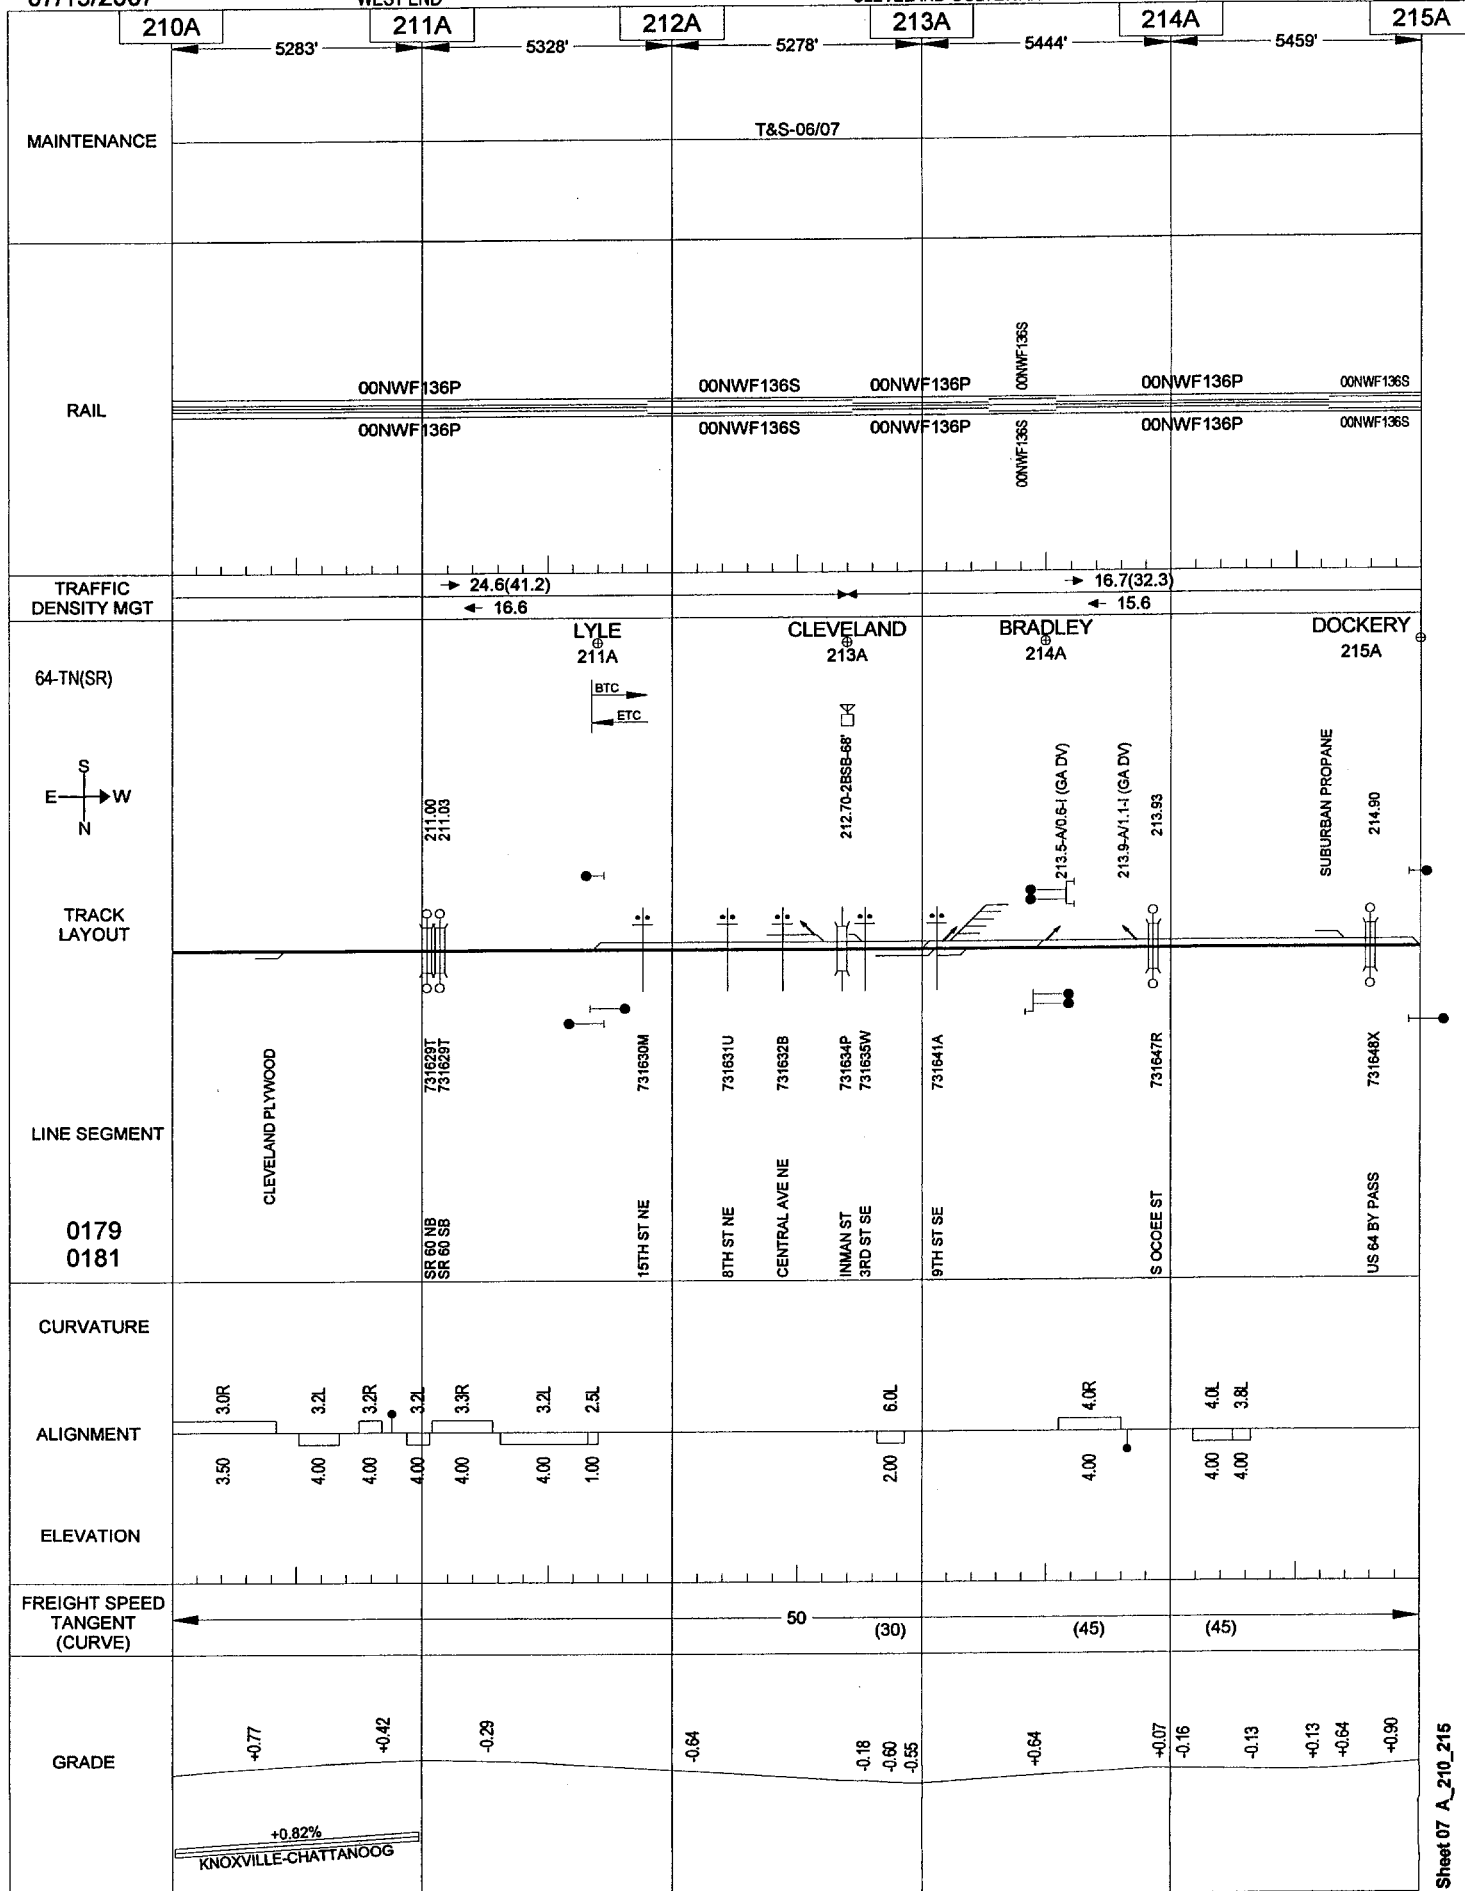 WEST END
210A 211A 212A 213A 214A 215A
5283' 5328' 5278' 5444' 5459'
MAINTENANCE
T&S-06/07
RAIL
00NWF136P 00NWF136S 00NWF136P 00NWF136S 00NWF136P 00NWF136S
00NWF136P 00NWF136S 00NWF136P 00NWF136S 00NWF136P 00NWF136S
TRAFFIC
DENSITY MGT
24.6(41.2)
16.6
16.7(32.3)
15.6
64-TN(SR)
LYLE
211A
CLEVELAND
213A
BRADLEY
214A
DOCKERY
215A
BTC
ETC
S
E W
N
211.00
211.03
212.70-2BSB-68'
213.5-A/0.6-I (GA DV)
213.9-A/1.1-I (GA DV)
213.93
SUBURBAN PROPANE
214.90
TRACK
LAYOUT
CLEVELAND PLYWOOD
731629T
731629T
731630M
731631U
731632B
731634P
731635W
731641A
731647R
731648X
LINE SEGMENT
0179
0181
SR 60 NB
SR 60 SB
15TH ST NE
8TH ST NE
CENTRAL AVE NE
INMAN ST
3RD ST SE
9TH ST SE
S OCOEE ST
US 64 BY PASS
CURVATURE
3.0R 3.2L 3.2R 3.2L 3.3R 3.2L 2.5L 6.0L 4.0R 4.0L 3.8L
ALIGNMENT
3.50 4.00 4.00 4.00 4.00 4.00 1.00 2.00 4.00 4.00 4.00
ELEVATION
FREIGHT SPEED
TANGENT
(CURVE)
50
(30) (45) (45)
GRADE
+0.77 +0.42 -0.29 -0.64 -0.18 -0.60 -0.55 +0.64 +0.07 -0.16 -0.13 +0.13 +0.64 +0.90
+0.82%
KNOXVILLE-CHATTANOOG
Sheet 07 A_210_215